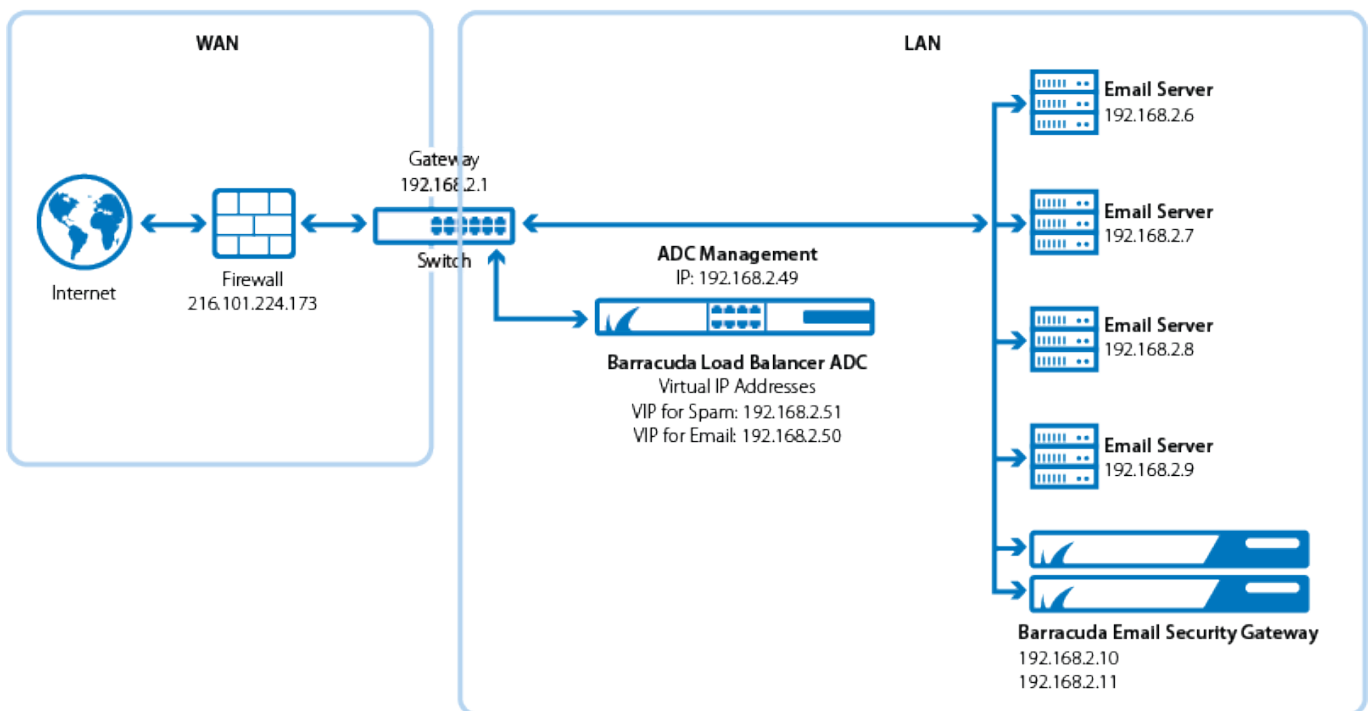 WAN
LAN
Internet
Firewall
216.101.224.173
Gateway
192.168.2.1
Switch
ADC Management
IP: 192.168.2.49
Barracuda Load Balancer ADC
Virtual IP Addresses
VIP for Spam: 192.168.2.51
VIP for Email: 192.168.2.50
Email Server
192.168.2.6
Email Server
192.168.2.7
Email Server
192.168.2.8
Email Server
192.168.2.9
Barracuda Email Security Gateway
192.168.2.10
192.168.2.11